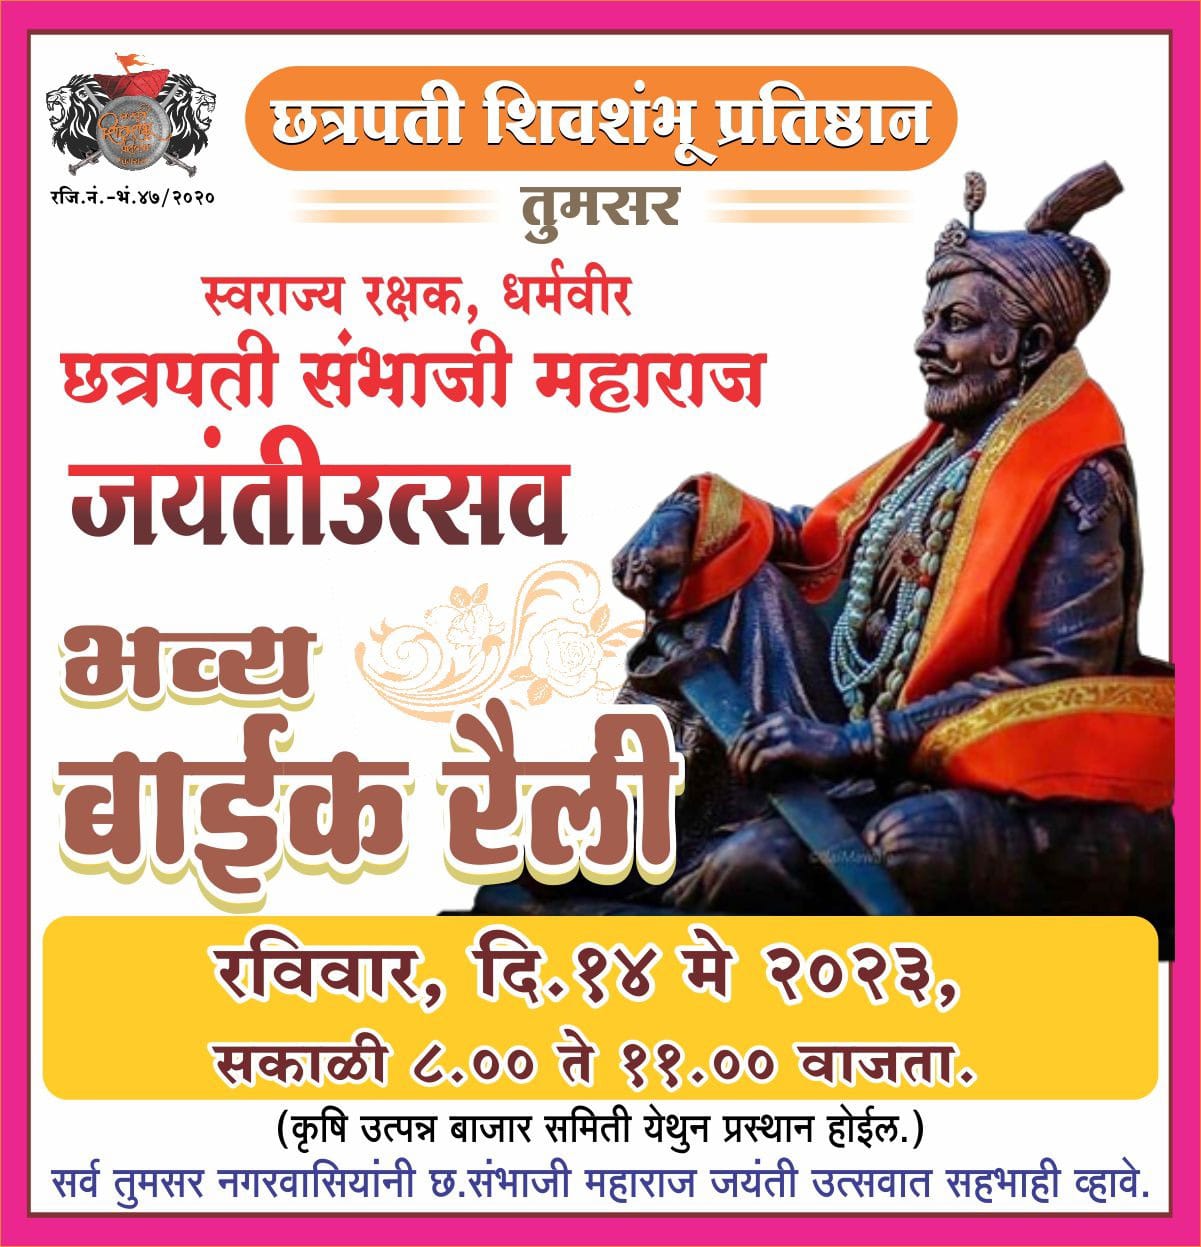 छत्रपती शिवशंभू प्रतिष्ठान
रजि.नं.-भं.४७/२०२०
तुमसर
स्वराज्य रक्षक, धर्मवीर
छत्रपती संभाजी महाराज
जयंतीउत्सव
भव्य
बाईक रैली
रविवार, दि.१४ मे २०२३,
सकाळी ८.०० ते ११.०० वाजता.
(कृषि उत्पन्न बाजार समिती येथुन प्रस्थान होईल.)
सर्व तुमसर नगरवासियांनी छ.संभाजी महाराज जयंती उत्सवात सहभाही व्हावे.